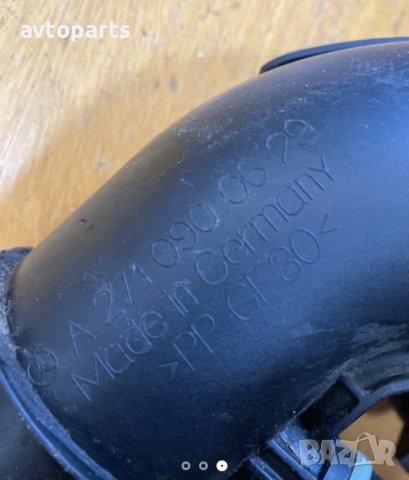 avtoparts
A 271 090 06 29
Made in Germany
>PP GF30<
BAZAR